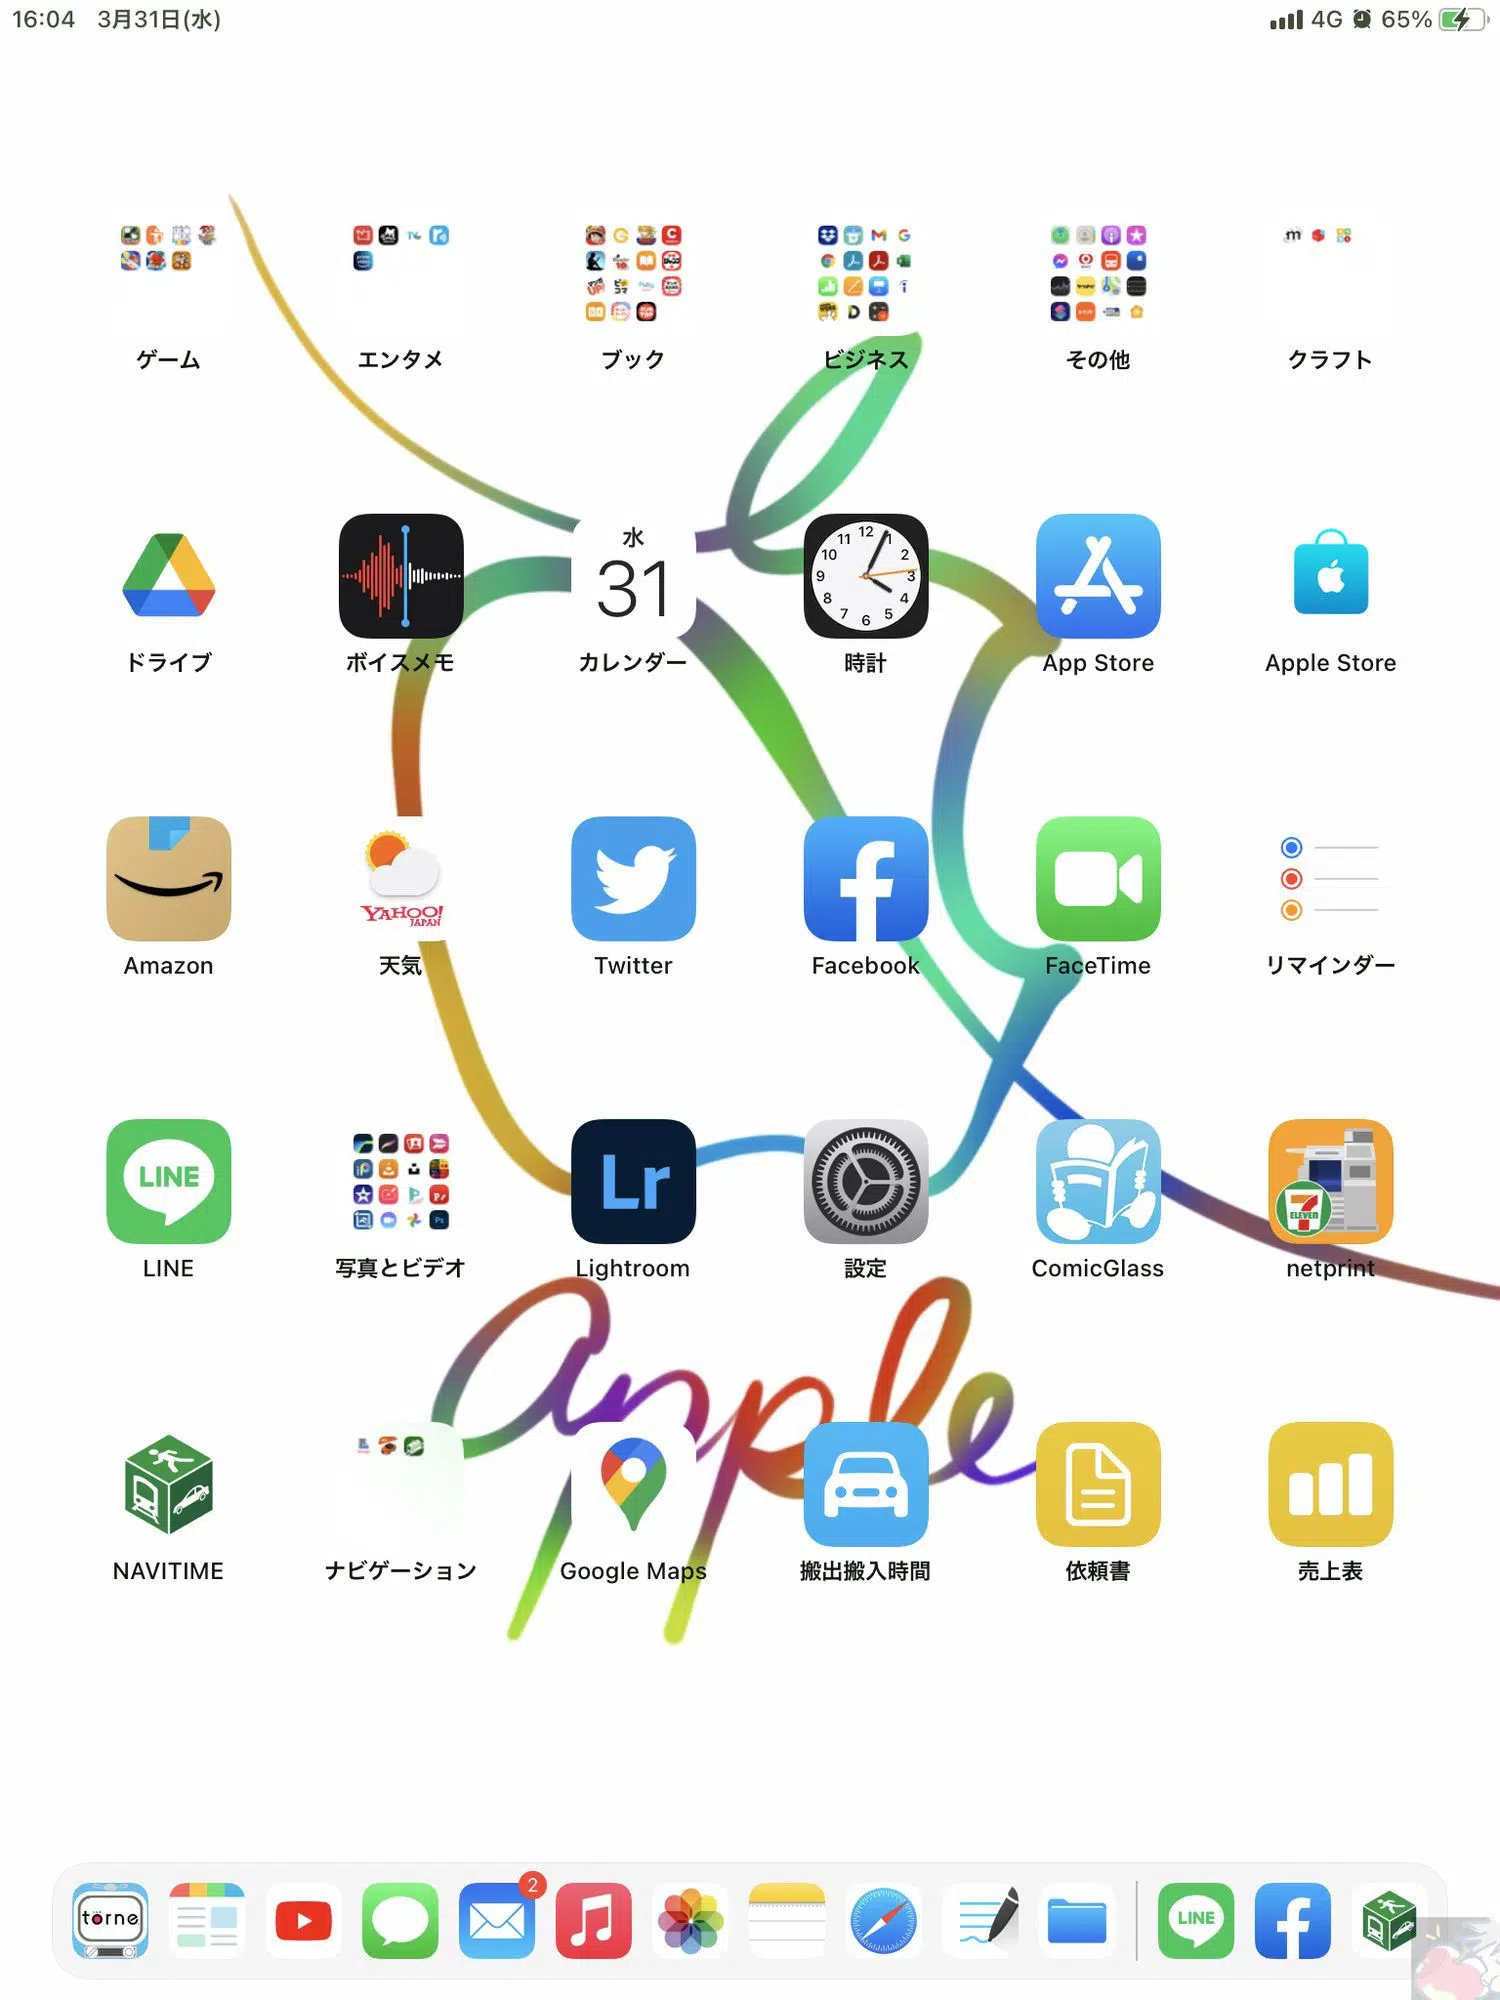 16:04 3月31日(水)
4G 65%
ゲーム エンタメ ブック ビジネス その他 クラフト
水
31
12 1 2 3 4 5 6 7 8 9 10 11
ドライブ ボイスメモ カレンダー 時計 App Store Apple Store
YAHOO!
JAPAN
Amazon 天気 Twitter Facebook FaceTime リマインダー
LINE
Lr
7
ELEVEN
LINE 写真とビデオ Lightroom 設定 ComicGlass netprint
apple
NAVITIME ナビゲーション Google Maps 搬出搬入時間 依頼書 売上表
2
torne
LINE